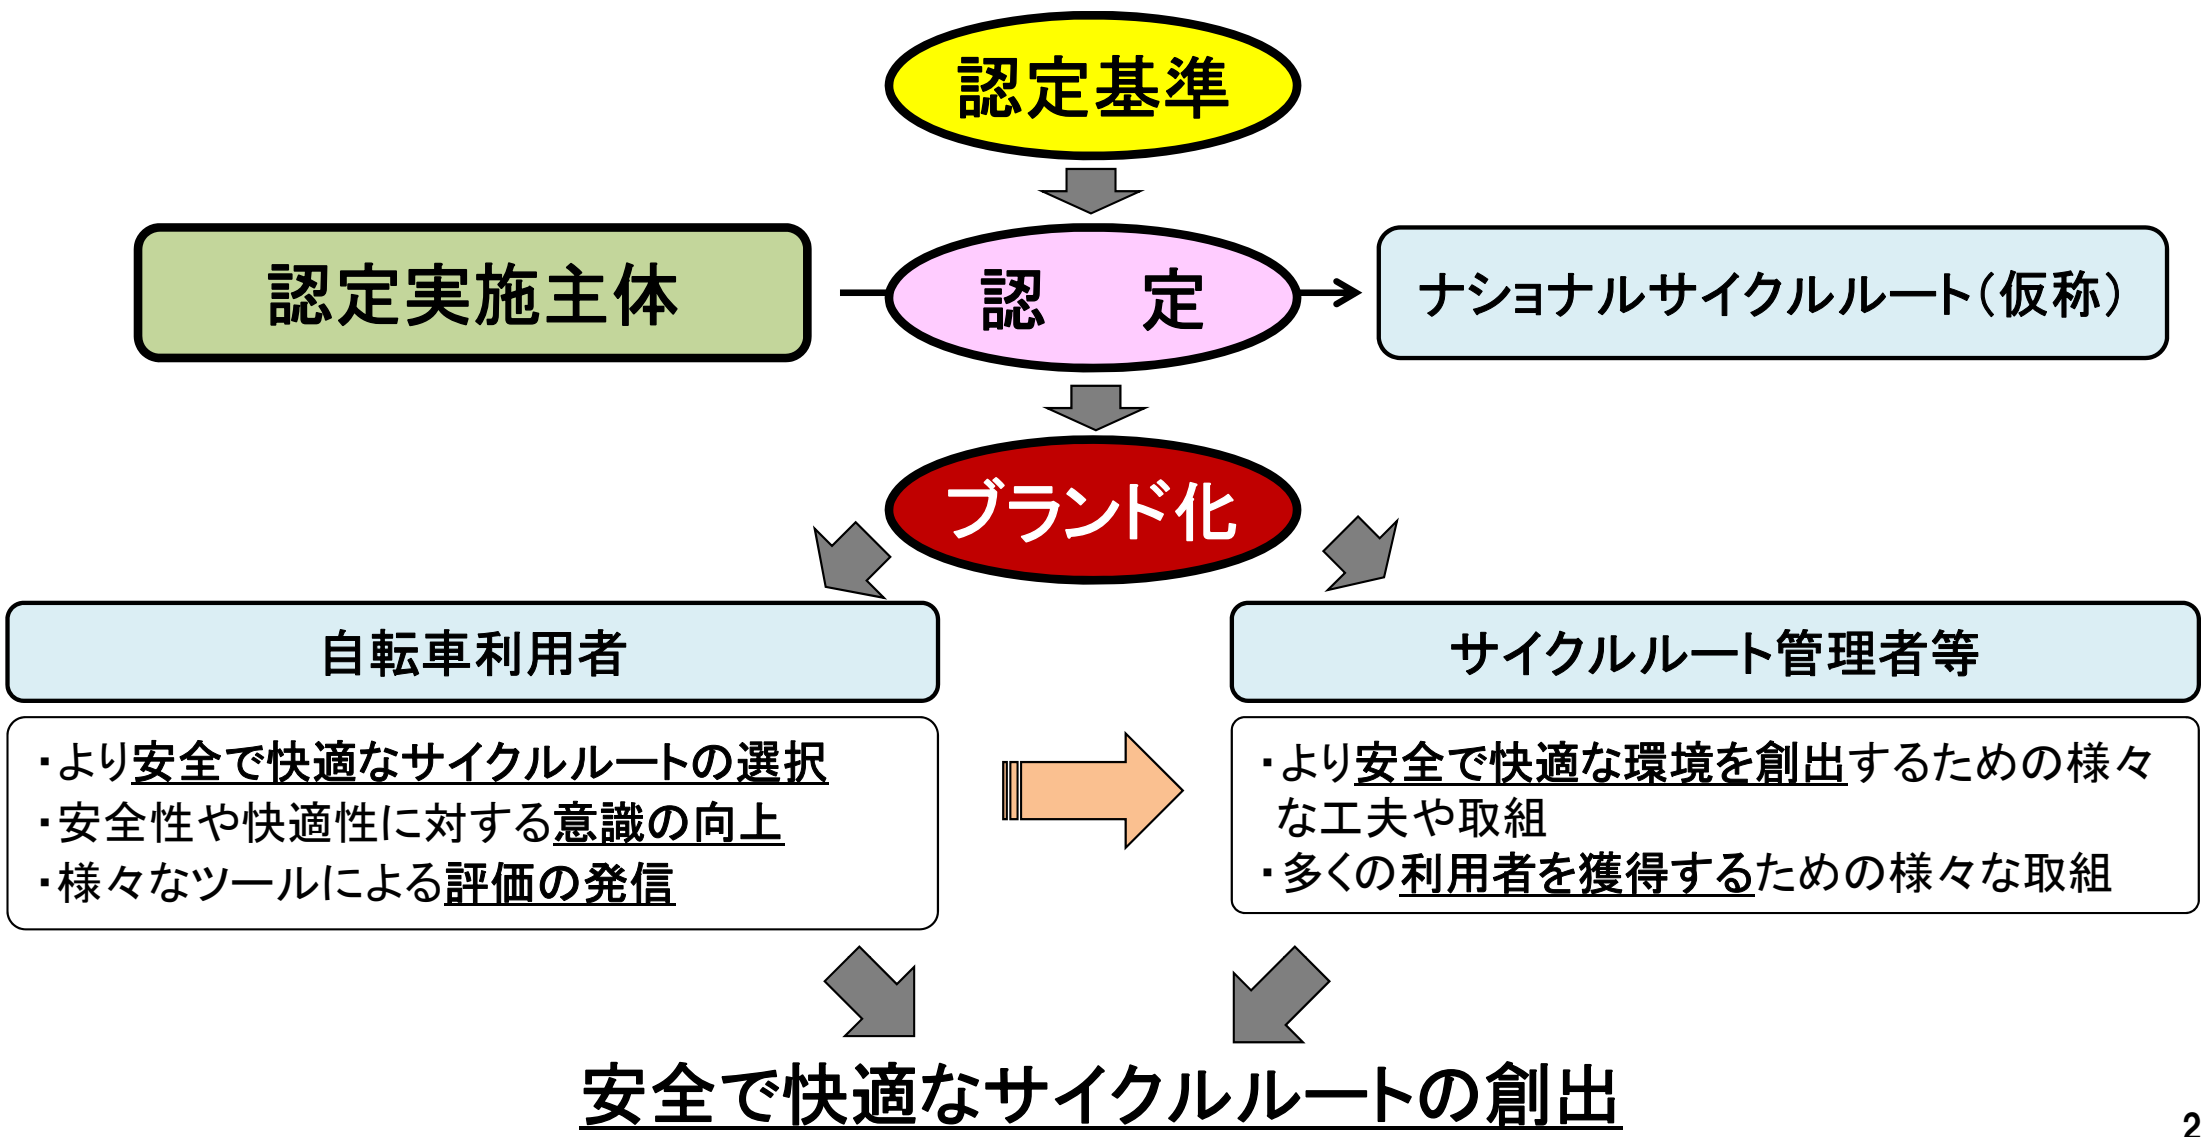 認定基準
認定実施主体
認　定
ナショナルサイクルルート（仮称）
ブランド化
自転車利用者
サイクルルート管理者等
・より安全で快適なサイクルルートの選択
・安全性や快適性に対する意識の向上
・様々なツールによる評価の発信
・より安全で快適な環境を創出するための様々
な工夫や取組
・多くの利用者を獲得するための様々な取組
安全で快適なサイクルルートの創出
2